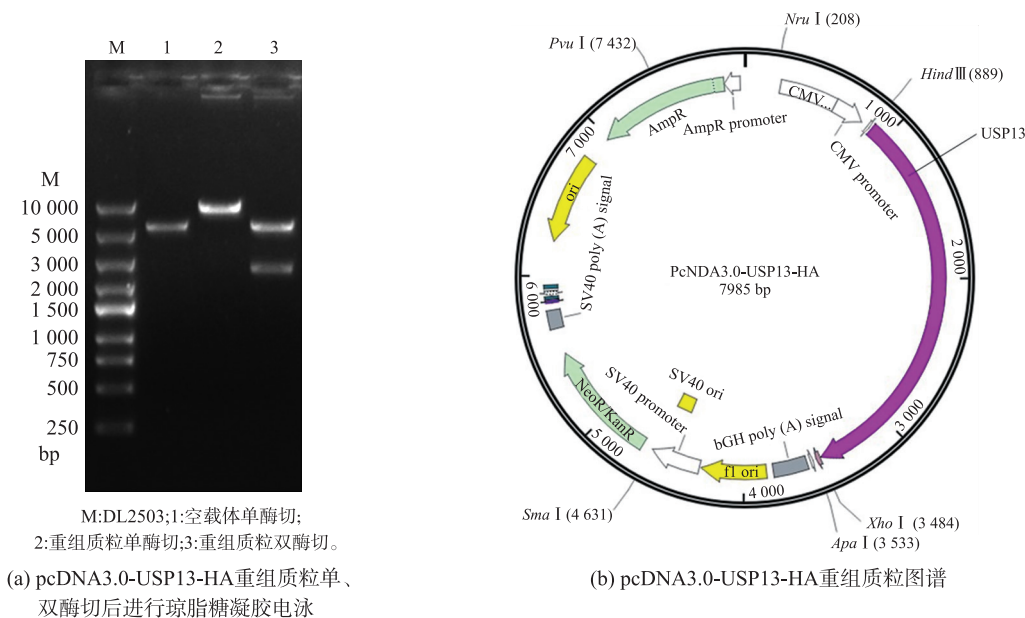 M 1 2 3
M
10 000
5 000
3 000
2 000
1 500
1 000
750
500
250
bp
M:DL2503;1:空载体单酶切;
2:重组质粒单酶切;3:重组质粒双酶切。
(a) pcDNA3.0-USP13-HA重组质粒单、
双酶切后进行琼脂糖凝胶电泳
Nru Ⅰ (208)
Pvu Ⅰ (7 432)
HindⅢ (889)
CMV...
1 000
USP13
AmpR
AmpR promoter
CMV promoter
7 000
ori
SV40 poly (A) signal
2 000
PcNDA3.0-USP13-HA
7985 bp
6 000
SV40 ori
SV40 promoter
NeoR/KanR
bGH poly (A) signal
3 000
5 000
f1 ori
4 000
Sma Ⅰ (4 631)
Xho Ⅰ (3 484)
Apa Ⅰ (3 533)
(b) pcDNA3.0-USP13-HA重组质粒图谱